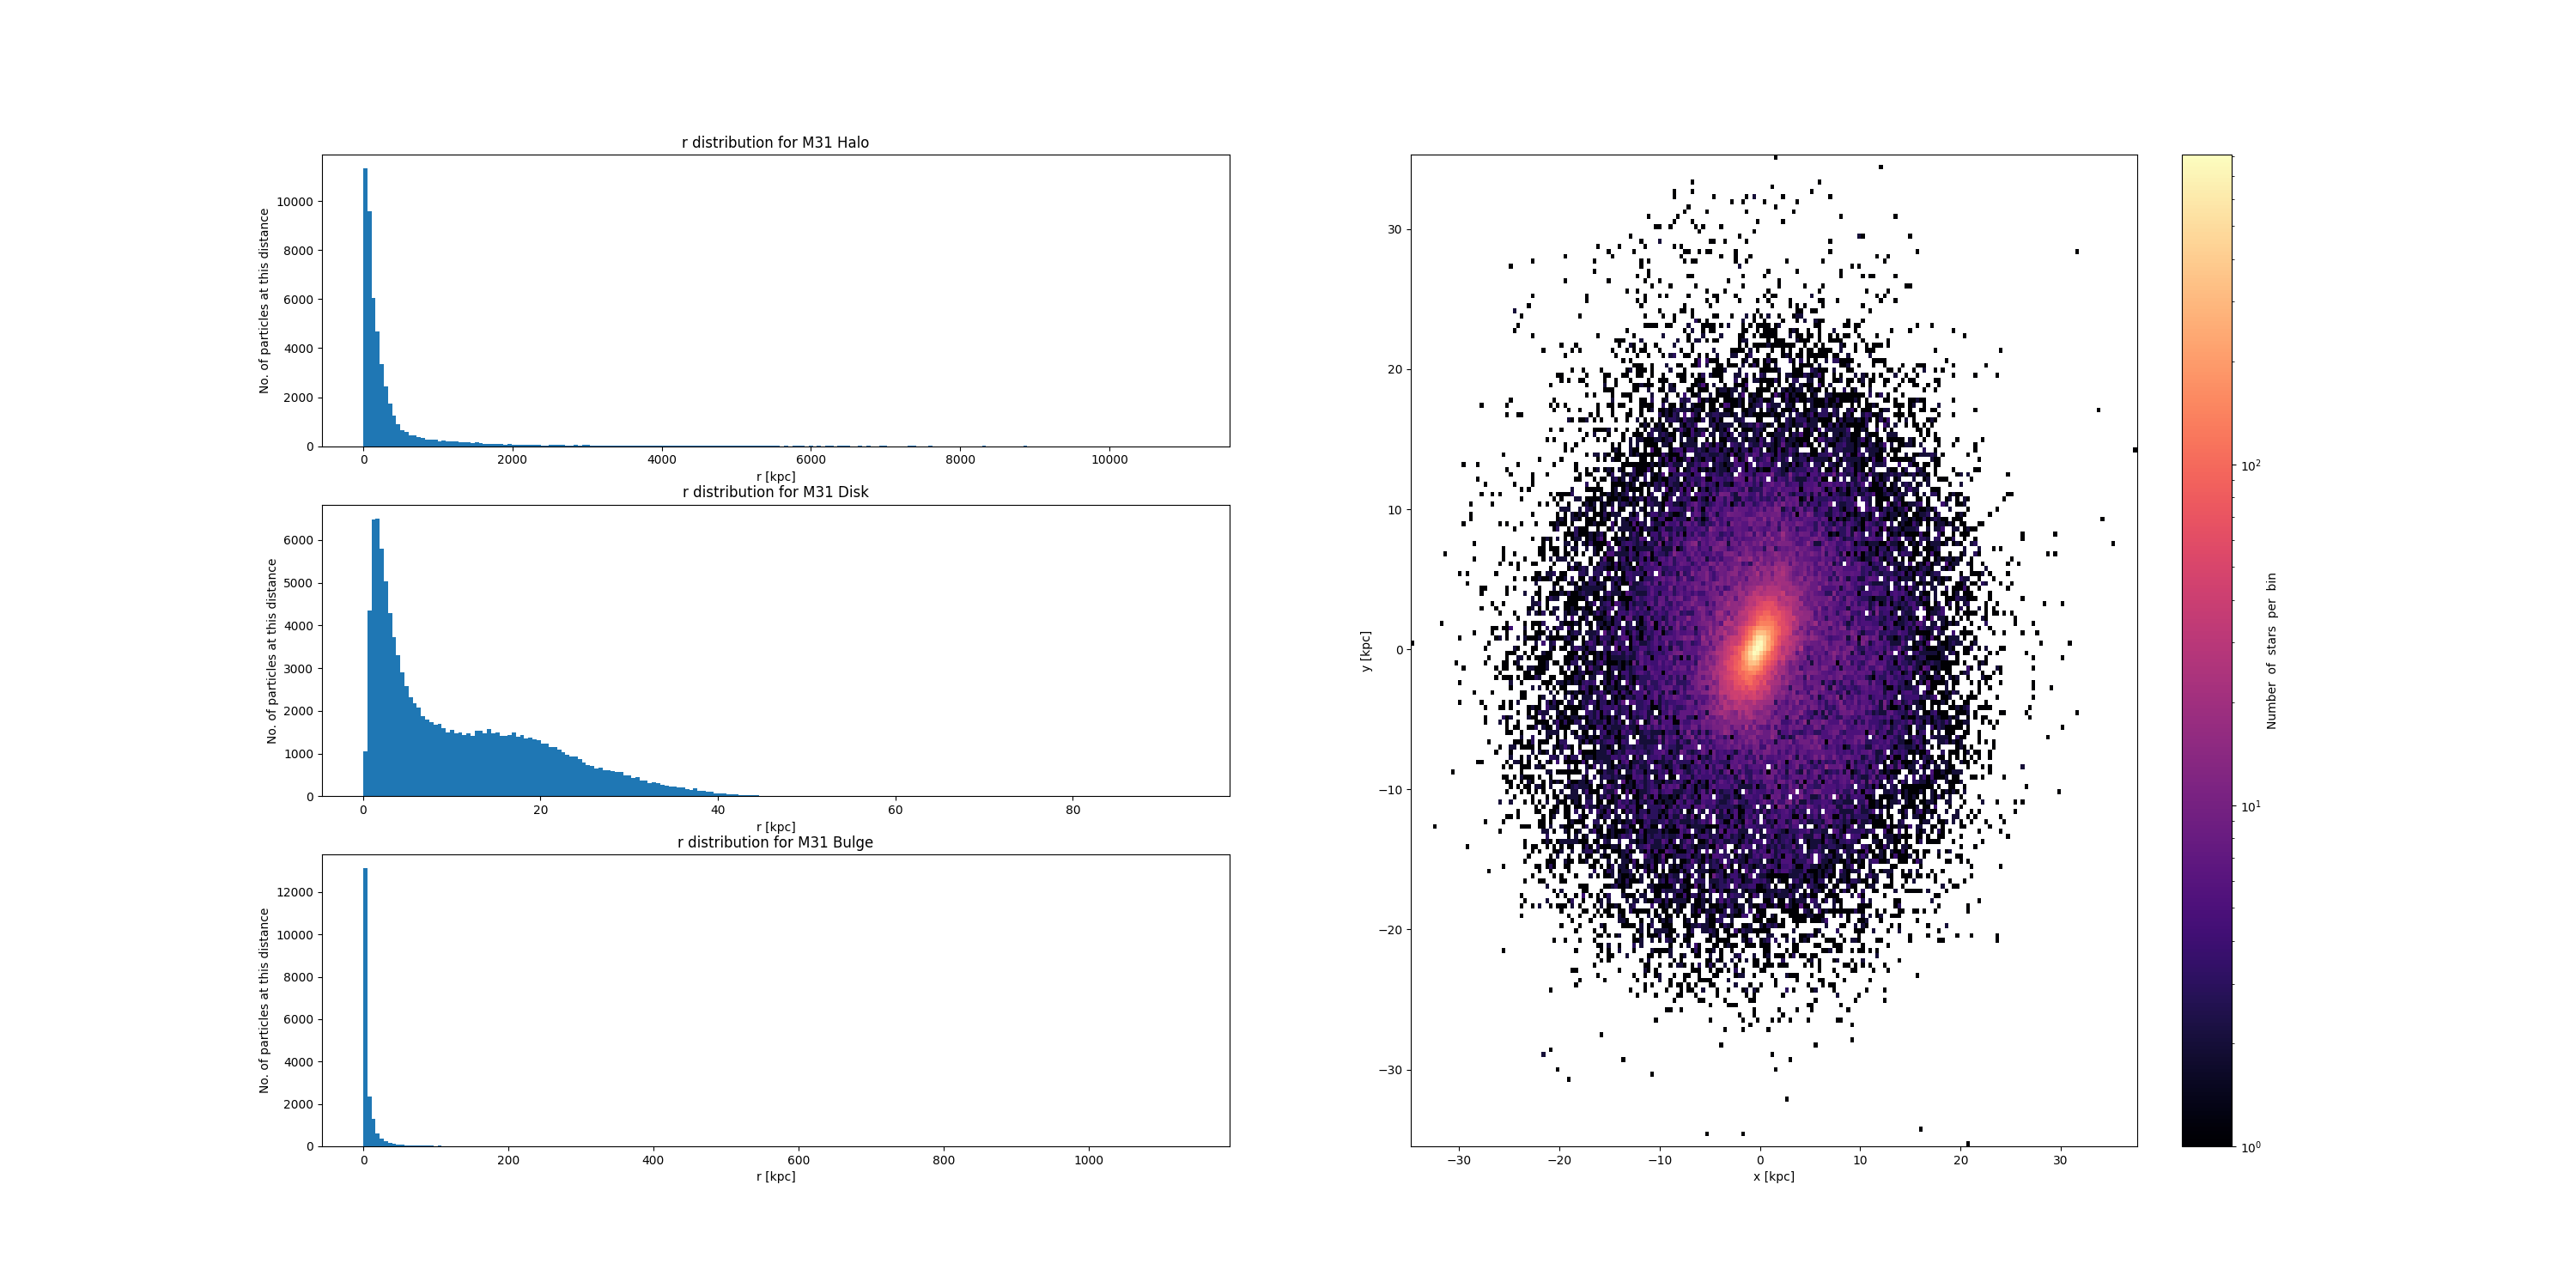 r distribution for M31 Halo
No. of particles at this distance
10000
8000
6000
4000
2000
0
0 2000 4000 6000 8000 10000
r [kpc]
r distribution for M31 Disk
No. of particles at this distance
6000
5000
4000
3000
2000
1000
0
0 20 40 60 80
r [kpc]
r distribution for M31 Bulge
No. of particles at this distance
12000
10000
8000
6000
4000
2000
0
0 200 400 600 800 1000
r [kpc]
y [kpc]
30
20
10
0
−10
−20
−30
−30 −20 −10 0 10 20 30
x [kpc]
10²
10¹
10⁰
Number of stars per bin